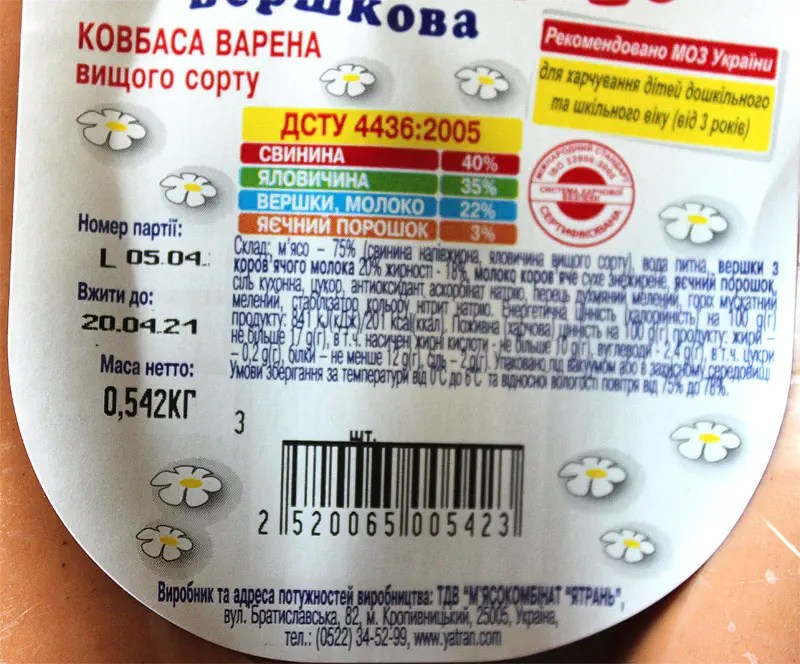 вершкова
КОВБАСА ВАРЕНА
вищого сорту
Рекомендовано МОЗ України
для харчування дітей дошкільного
та шкільного віку (від 3 років)
ДСТУ 4436:2005
СВИНИНА 40%
ЯЛОВИЧИНА 35%
ВЕРШКИ, МОЛОКО 22%
ЯЄЧНИЙ ПОРОШОК 3%
МІЖНАРОДНИЙ СТАНДАРТ
ISO 22000:2005
СИСТЕМА ХАРЧОВОЇ
БЕЗПЕКИ
СЕРТИФІКОВАНА
Номер партії:
L 05.04.
Вжити до:
20.04.21
Маса нетто:
0,542КГ
Склад: м'ясо – 75% (свинина напівжирна, яловичина вищого сорту), вода питна, вершки з
коров'ячого молока 20% жирності - 18%, молоко коров'яче сухе знежирене, яєчний порошок,
сіль кухонна, цукор, антиоксидант аскорбінат натрію, перець духмяний мелений, горіх мускатний
мелений, стабілізатор кольору нітрит натрію. Енергетична цінність (калорійність) на 100 g(г)
продукту: 841 kJ(кДж)/201 kcal(ккал). Поживна (харчова) цінність на 100 g(г) продукту: жири –
не більше 17 g(г), в т.ч. насичені жирні кислоти - не більше 10 g(г), вуглеводи - 2,4 g(г), в т.ч. цукри
– 0,2 g(г), білки – не менше 12 g(г), сіль – 2 g(г). Упаковано під вакуумом або в захисному середовищі
Умови зберігання за температури від 0°С до 6°С та відносної вологості повітря від 75% до 78%.
3
шт.
2 520065 005423
Виробник та адреса потужностей виробництва: ТДВ "М'ЯСОКОМБІНАТ "ЯТРАНЬ",
вул. Братиславська, 82, м. Кропивницький, 25005, Україна,
тел.: (0522) 34-52-99, www.yatran.com